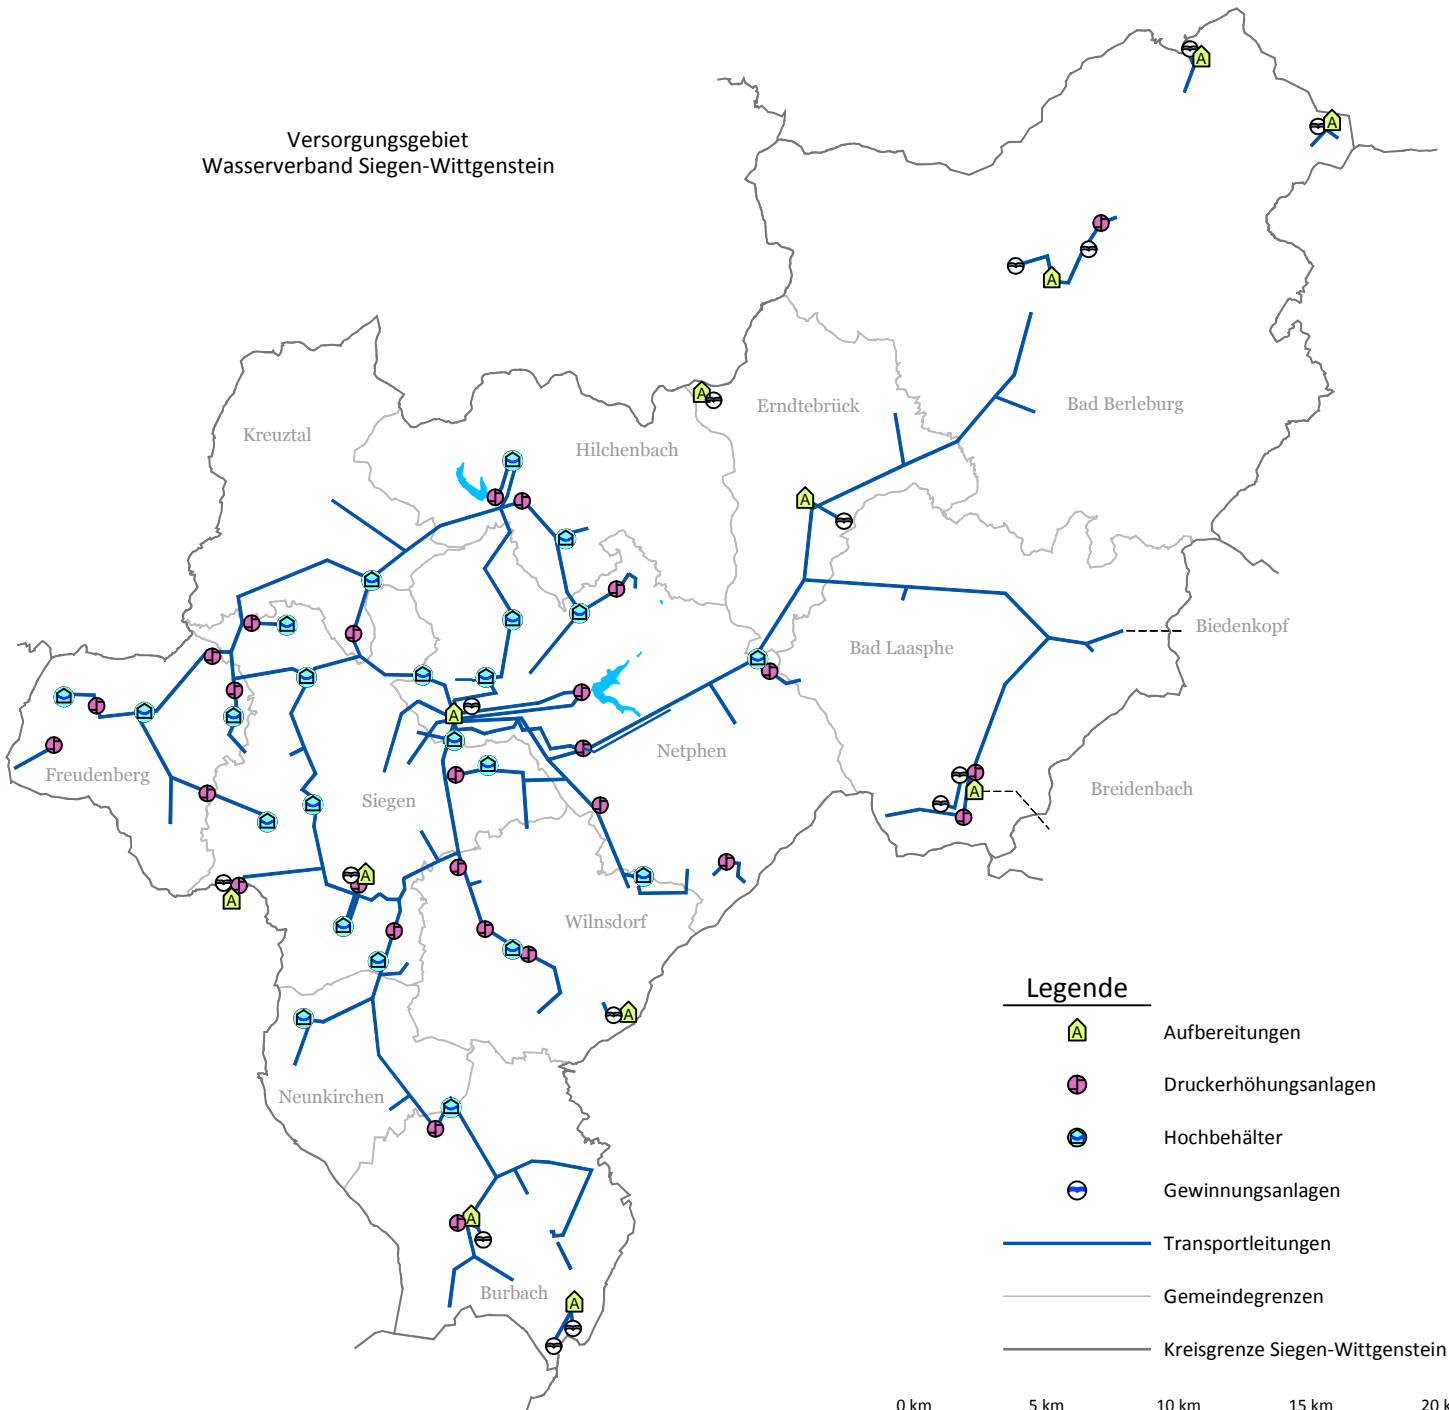 Versorgungsgebiet
Wasserverband Siegen-Wittgenstein
A
A
A
A
Kreuztal
Hilchenbach
Erndtebrück
Bad Berleburg
A
Biedenkopf
Bad Laasphe
A
Netphen
Freudenberg
Siegen
A
Breidenbach
A
A
Wilnsdorf
A
Neunkirchen
A
Burbach
A
Legende
A Aufbereitungen
Druckerhöhungsanlagen
Hochbehälter
Gewinnungsanlagen
Transportleitungen
Gemeindegrenzen
Kreisgrenze Siegen-Wittgenstein
0 km 5 km 10 km 15 km 20 k